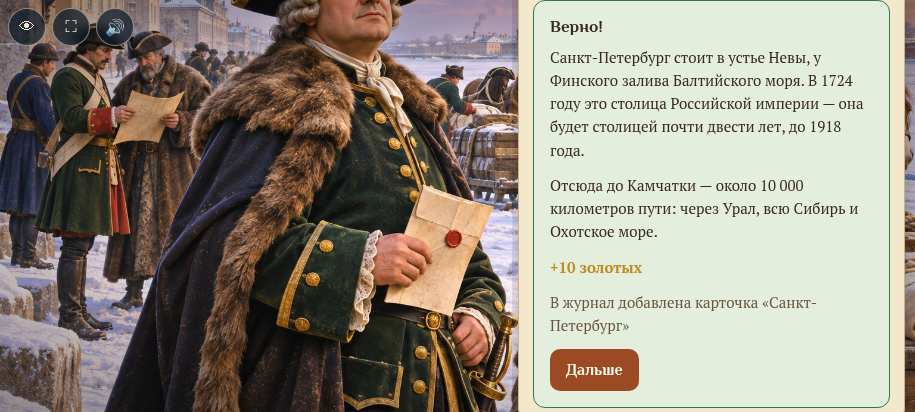 Верно!
Санкт-Петербург стоит в устье Невы, у
Финского залива Балтийского моря. В 1724
году это столица Российской империи — она
будет столицей почти двести лет, до 1918
года.
Отсюда до Камчатки — около 10 000
километров пути: через Урал, всю Сибирь и
Охотское море.
+10 золотых
В журнал добавлена карточка «Санкт-
Петербург»
Дальше